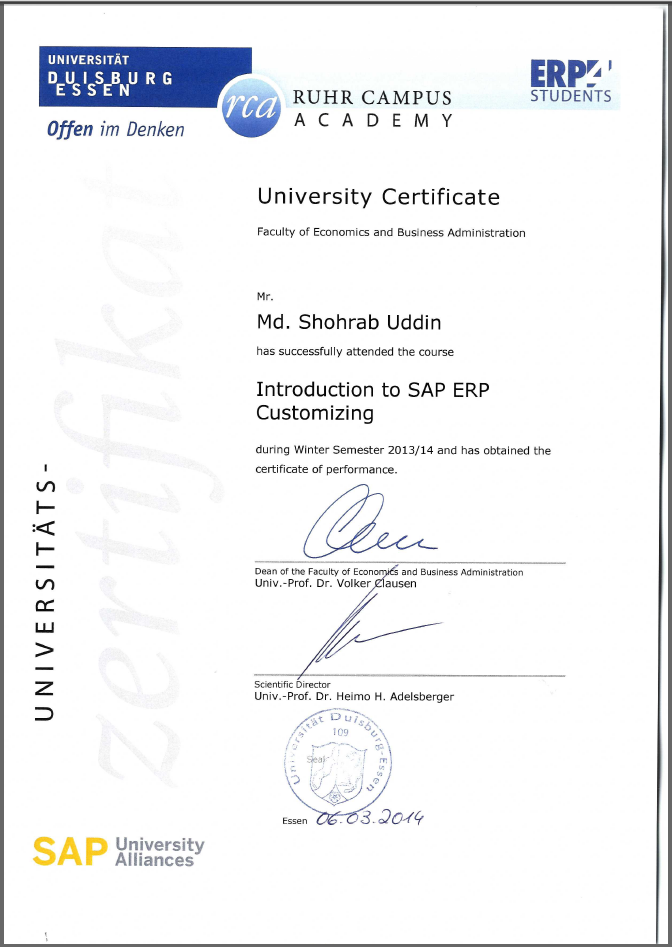 UNIVERSITÄT
DUISBURG
ESSEN
Offen im Denken
rca
RUHR CAMPUS
ACADEMY
ERP4
STUDENTS
University Certificate
Faculty of Economics and Business Administration
Mr.
Md. Shohrab Uddin
has successfully attended the course
Introduction to SAP ERP
Customizing
during Winter Semester 2013/14 and has obtained the
certificate of performance.
Dean of the Faculty of Economics and Business Administration
Univ.-Prof. Dr. Volker Clausen
Scientific Director
Univ.-Prof. Dr. Heimo H. Adelsberger
Universität Duisburg-Essen
109
Seal
Essen 06.03.2014
UNIVERSITÄTS-
zertifikat
SAP University
Alliances